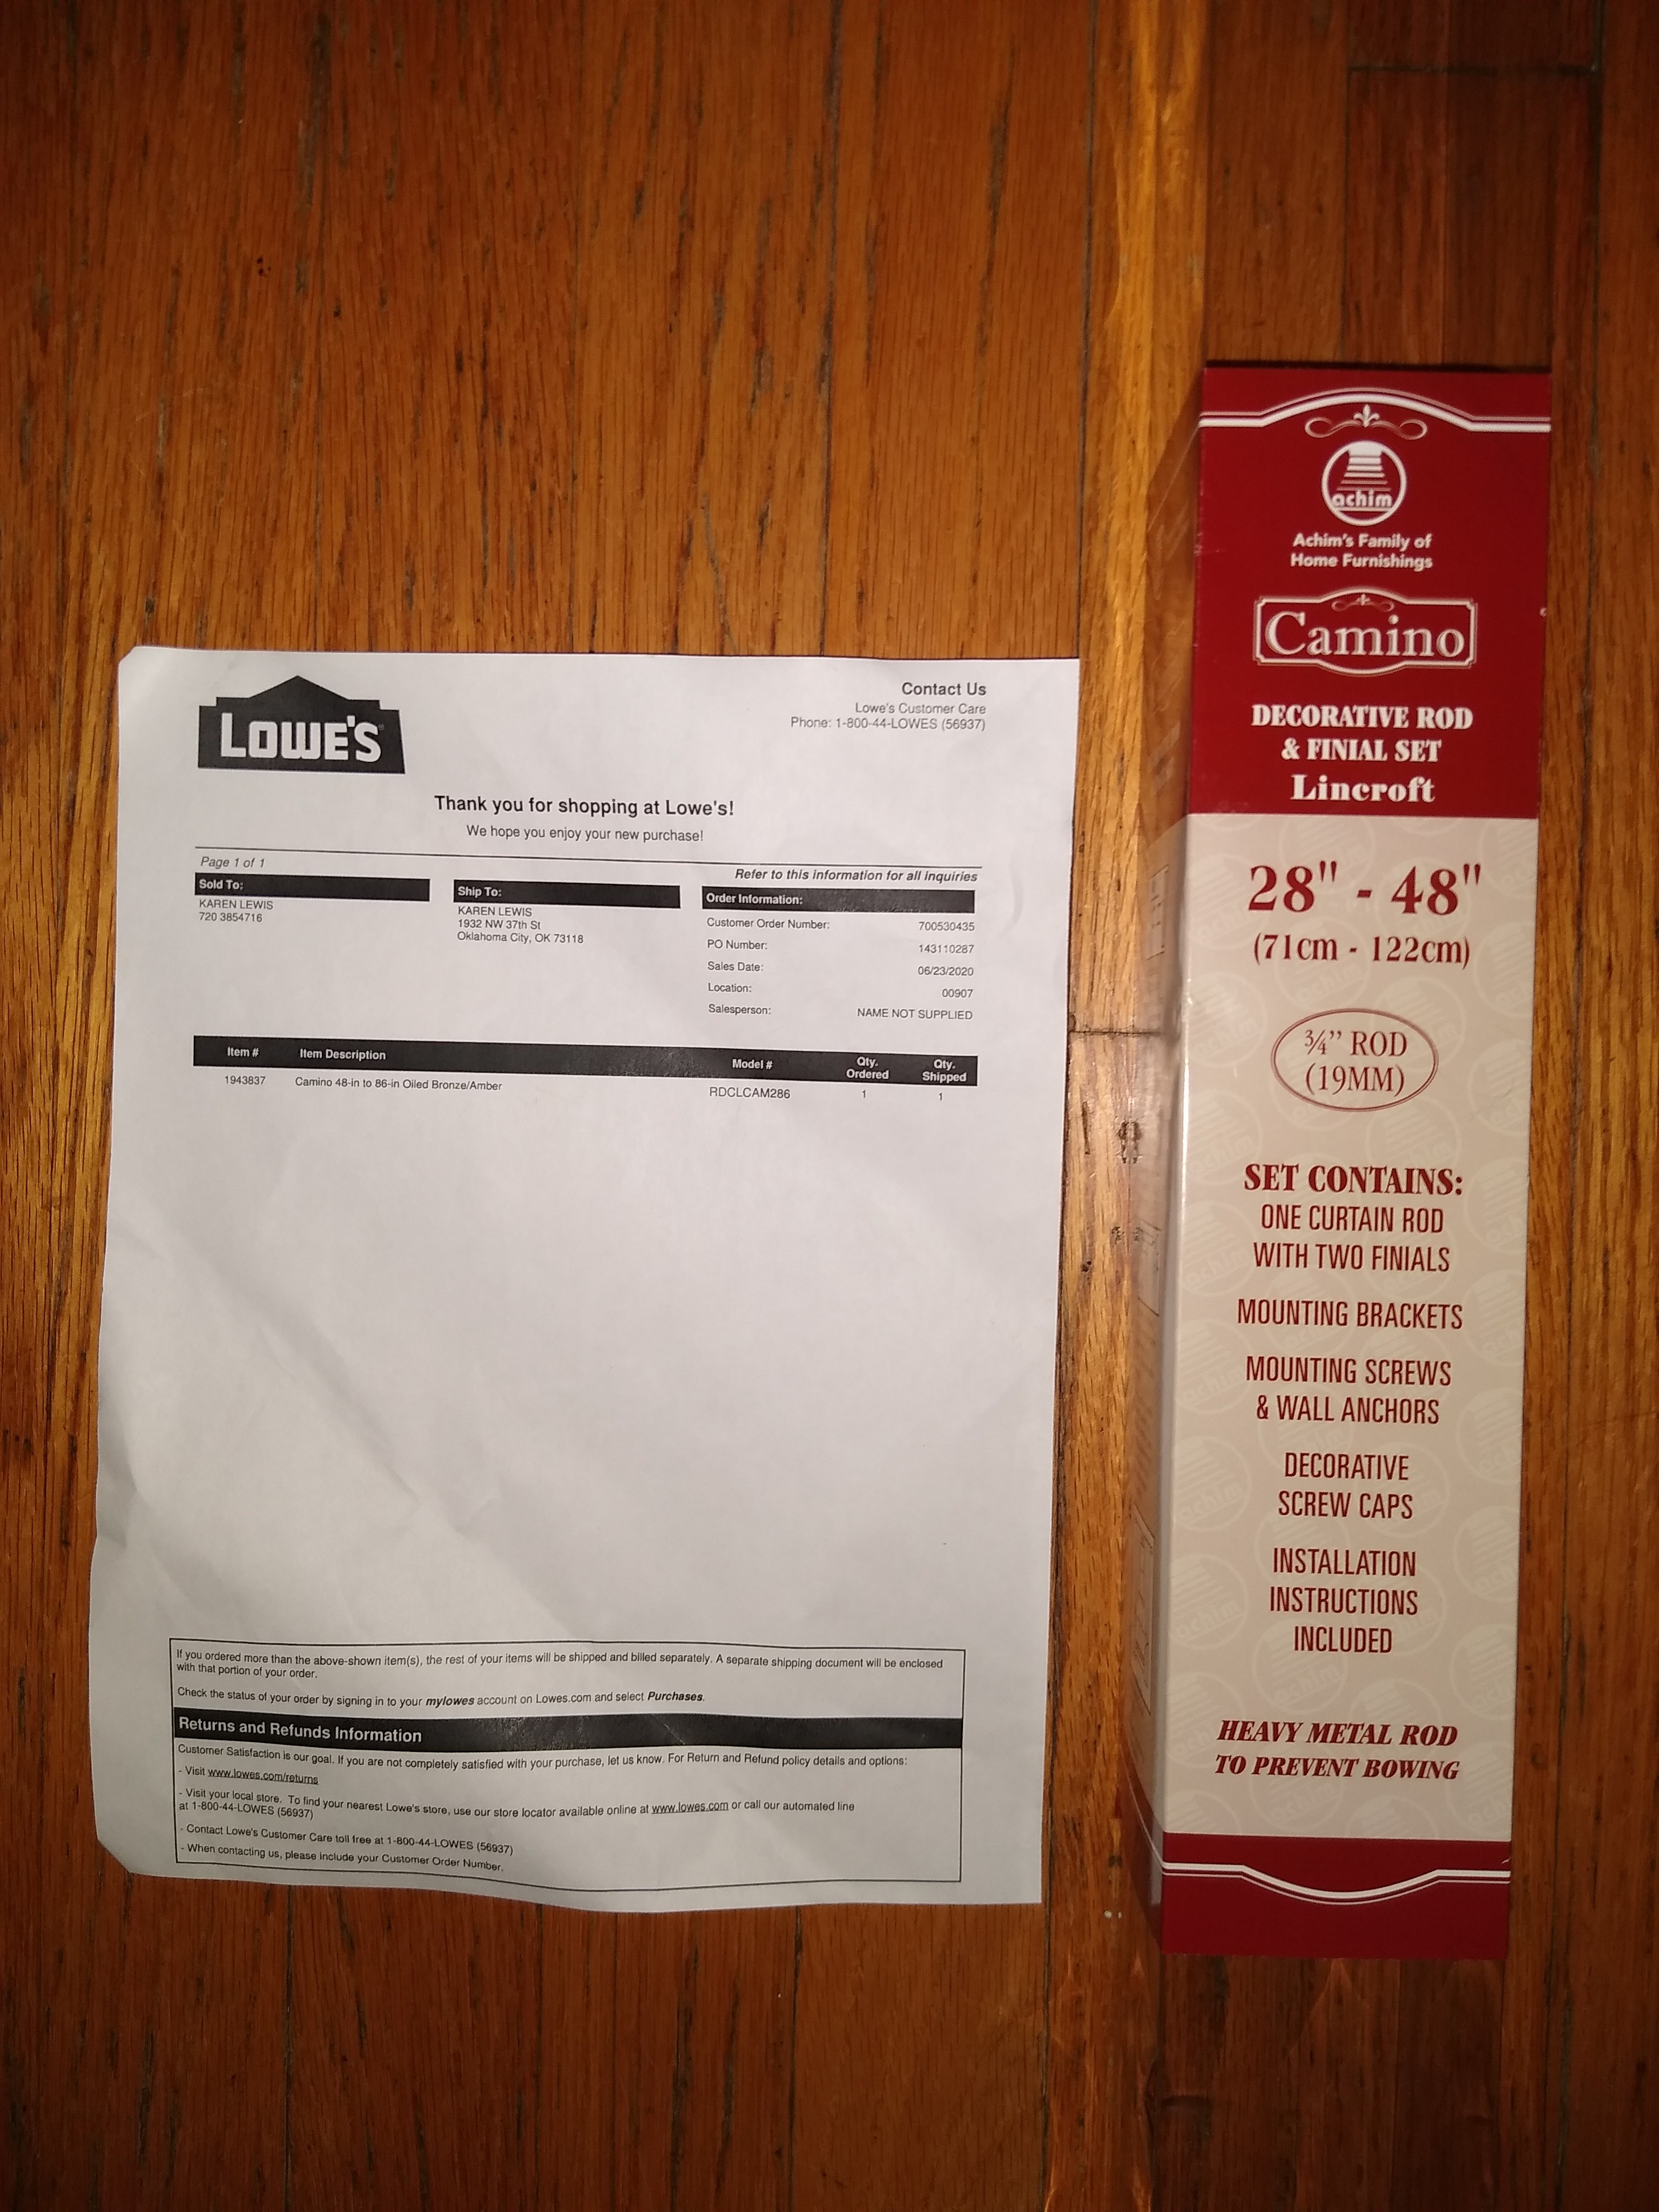 LOWE'S
Contact Us
Lowe's Customer Care
Phone: 1-800-44-LOWES (56937)
Thank you for shopping at Lowe's!
We hope you enjoy your new purchase!
Page 1 of 1
Refer to this information for all Inquiries
Sold To:
KAREN LEWIS
720 3854716
Ship To:
KAREN LEWIS
1932 NW 37th St
Oklahoma City, OK 73118
Order Information:
Customer Order Number: 700530435
PO Number: 143110287
Sales Date: 06/23/2020
Location: 00907
Salesperson: NAME NOT SUPPLIED
Item # Item Description Model # Qty. Ordered Qty. Shipped
1943837 Camino 48-in to 86-in Oiled Bronze/Amber RDCLCAM286 1 1
If you ordered more than the above-shown item(s), the rest of your items will be shipped and billed separately. A separate shipping document will be enclosed
with that portion of your order.
Check the status of your order by signing in to your mylowes account on Lowes.com and select Purchases.
Returns and Refunds Information
Customer Satisfaction is our goal. If you are not completely satisfied with your purchase, let us know. For Return and Refund policy details and options:
- Visit www.lowes.com/returns
- Visit your local store. To find your nearest Lowe's store, use our store locator available online at www.lowes.com or call our automated line
at 1-800-44-LOWES (56937)
- Contact Lowe's Customer Care toll free at 1-800-44-LOWES (56937)
- When contacting us, please include your Customer Order Number.
achim
Achim's Family of
Home Furnishings
Camino
DECORATIVE ROD
& FINIAL SET
Lincroft
28" - 48"
(71cm - 122cm)
¾" ROD
(19MM)
SET CONTAINS:
ONE CURTAIN ROD
WITH TWO FINIALS
MOUNTING BRACKETS
MOUNTING SCREWS
& WALL ANCHORS
DECORATIVE
SCREW CAPS
INSTALLATION
INSTRUCTIONS
INCLUDED
HEAVY METAL ROD
TO PREVENT BOWING